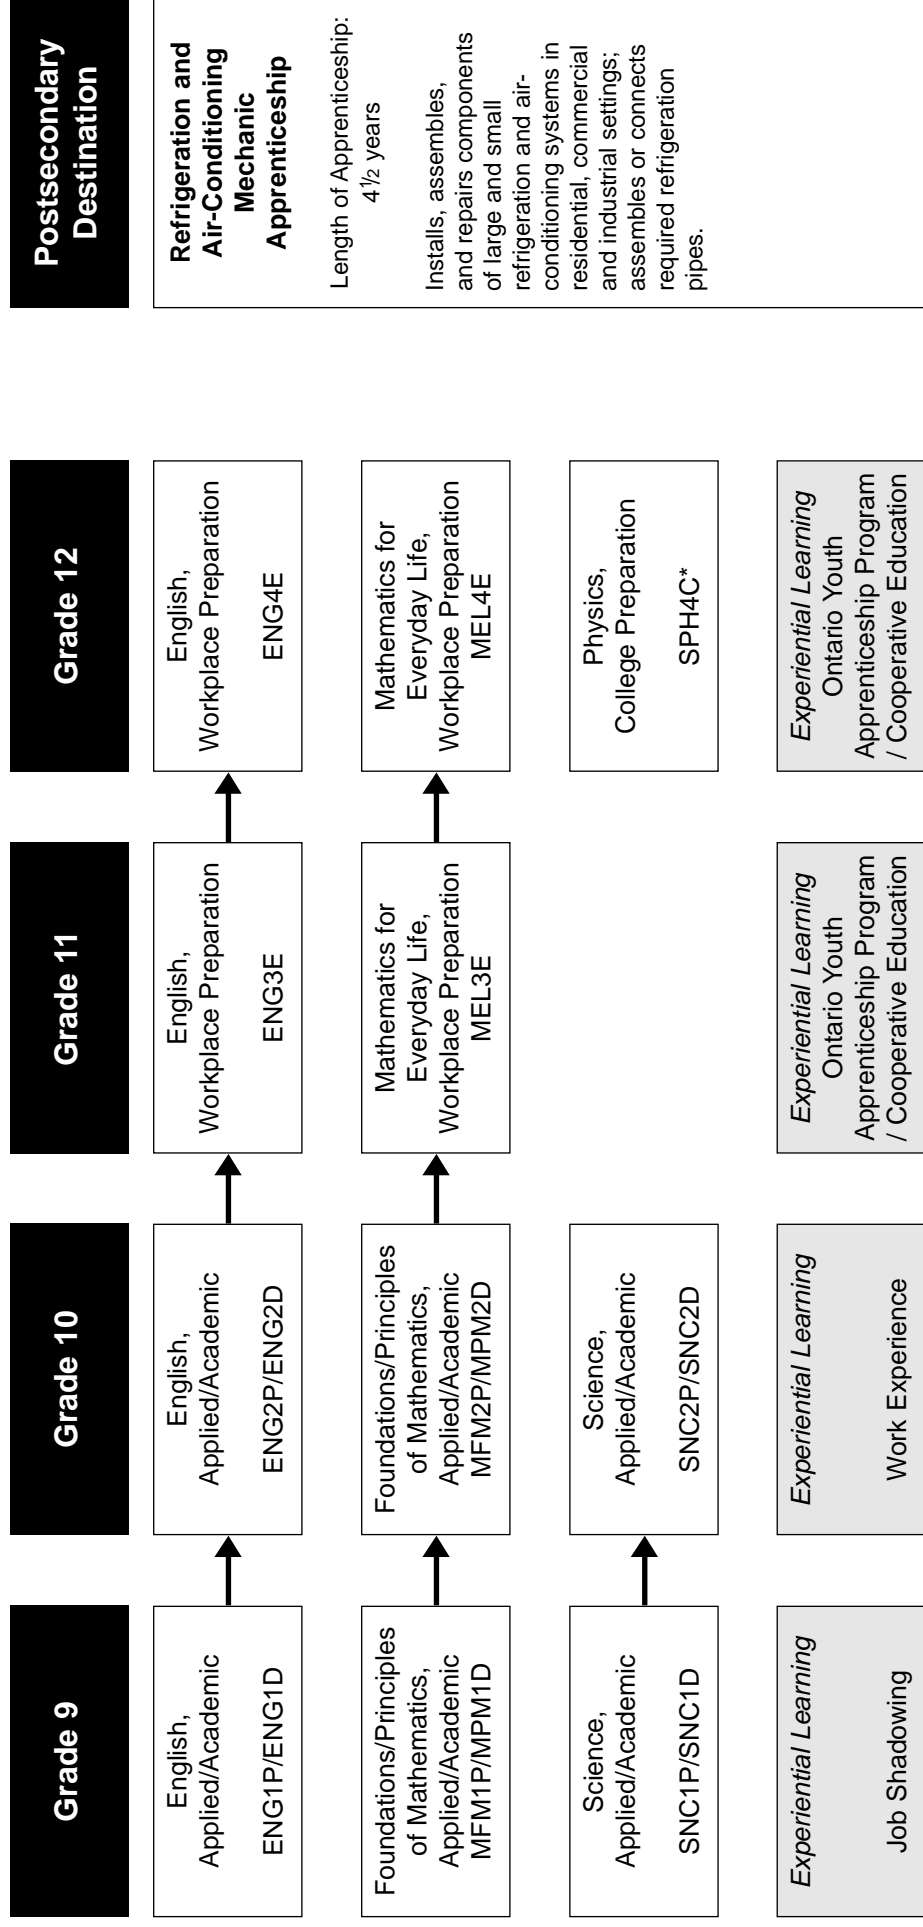 Grade 9
Grade 10
Grade 11
Grade 12
Postsecondary
Destination
English,
Applied/Academic
ENG1P/ENG1D
English,
Applied/Academic
ENG2P/ENG2D
English,
Workplace Preparation
ENG3E
English,
Workplace Preparation
ENG4E
Refrigeration and
Air-Conditioning
Mechanic
Apprenticeship
Length of Apprenticeship:
4½ years
Installs, assembles,
and repairs components
of large and small
refrigeration and air-
conditioning systems in
residential, commercial
and industrial settings;
assembles or connects
required refrigeration
pipes.
Foundations/Principles
of Mathematics,
Applied/Academic
MFM1P/MPM1D
Foundations/Principles
of Mathematics,
Applied/Academic
MFM2P/MPM2D
Mathematics for
Everyday Life,
Workplace Preparation
MEL3E
Mathematics for
Everyday Life,
Workplace Preparation
MEL4E
Science,
Applied/Academic
SNC1P/SNC1D
Science,
Applied/Academic
SNC2P/SNC2D
Physics,
College Preparation
SPH4C*
Experiential Learning
Job Shadowing
Experiential Learning
Work Experience
Experiential Learning
Ontario Youth
Apprenticeship Program
/ Cooperative Education
Experiential Learning
Ontario Youth
Apprenticeship Program
/ Cooperative Education